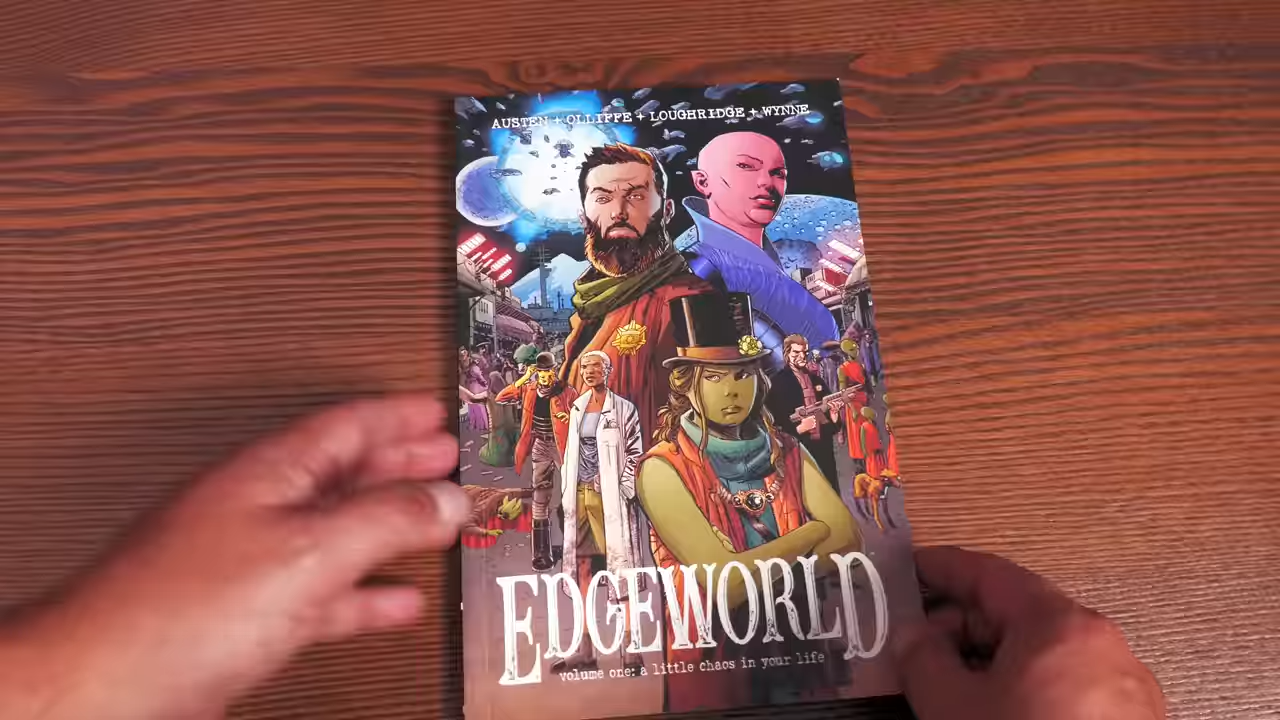 AUSTEN + OLLIFFE + LOUGHRIDGE + WYNNE
EDGEWORLD
volume one: a little chaos in your life